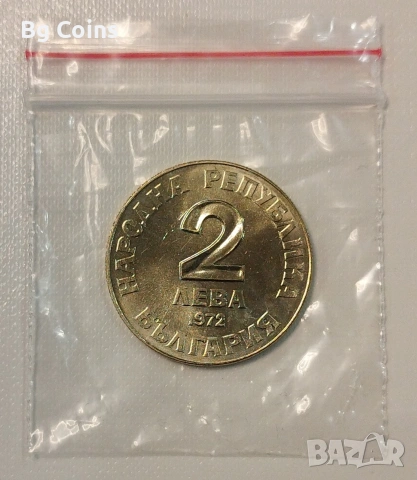 Bg Coins
НАРОДНА РЕПУБЛИКА
2
ЛЕВА
1972
БЪЛГАРИЯ
BAZAR